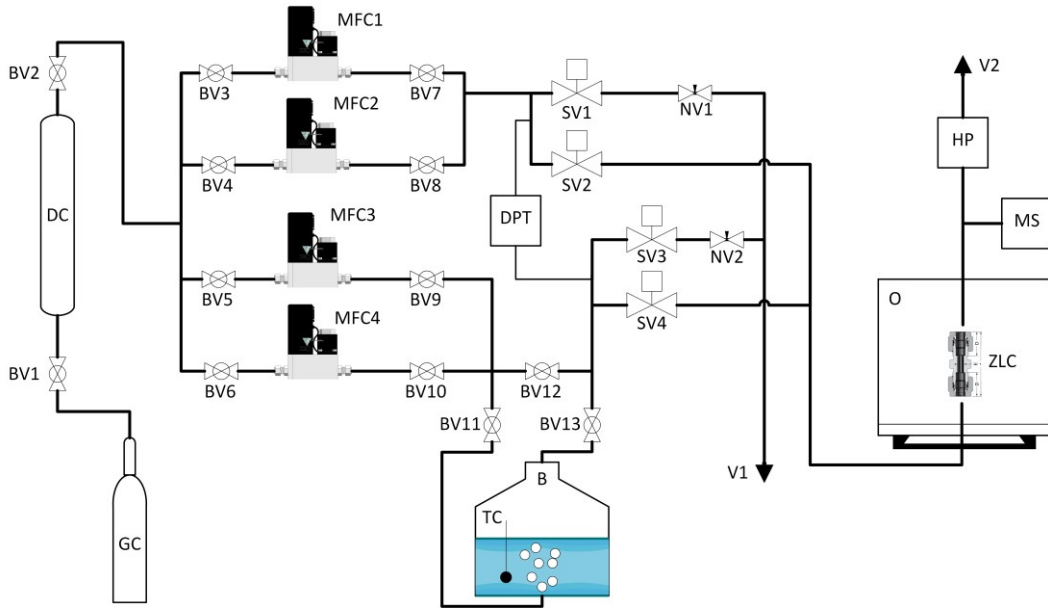 MFC1
V2
BV2
BV3
BV7
MFC2
SV1
NV1
HP
BV4
BV8
SV2
DC
MFC3
DPT
MS
SV3
NV2
BV5
BV9
O
MFC4
SV4
ZLC
BV1
BV6
BV10
BV12
BV11
BV13
B
V1
TC
GC